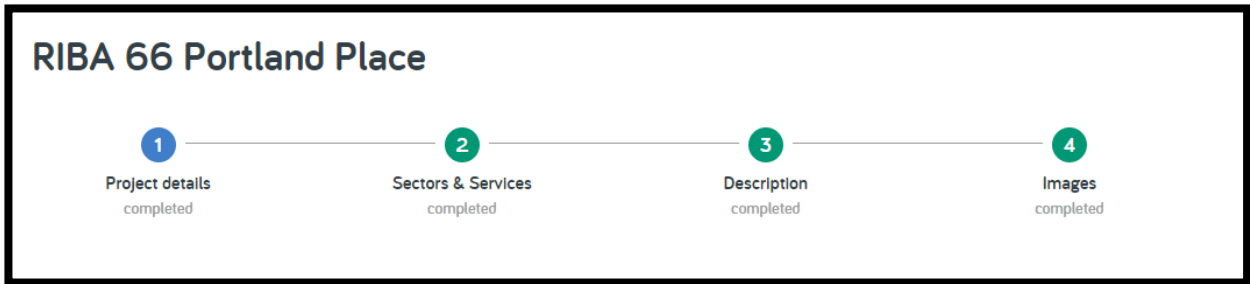 RIBA 66 Portland Place
1 2 3 4
Project details Sectors & Services Description Images
completed completed completed completed